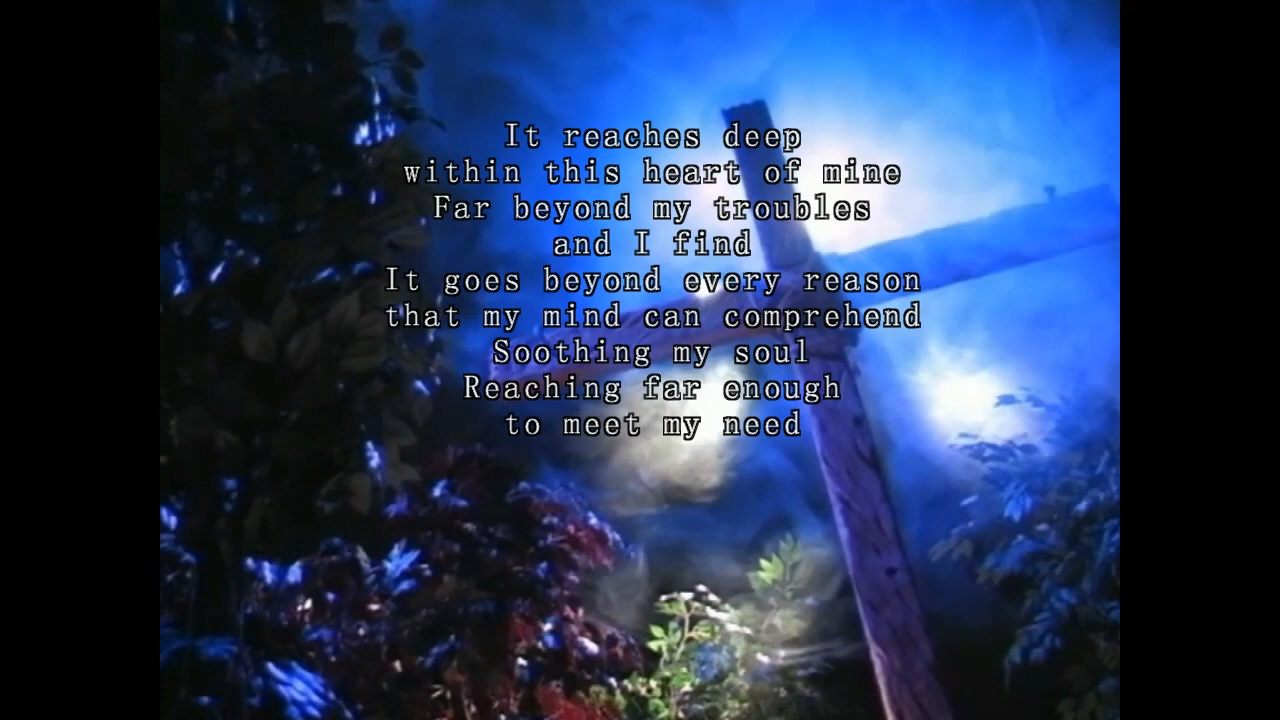 It reaches deep
within this heart of mine
Far beyond my troubles
and I find
It goes beyond every reason
that my mind can comprehend
Soothing my soul
Reaching far enough
to meet my need